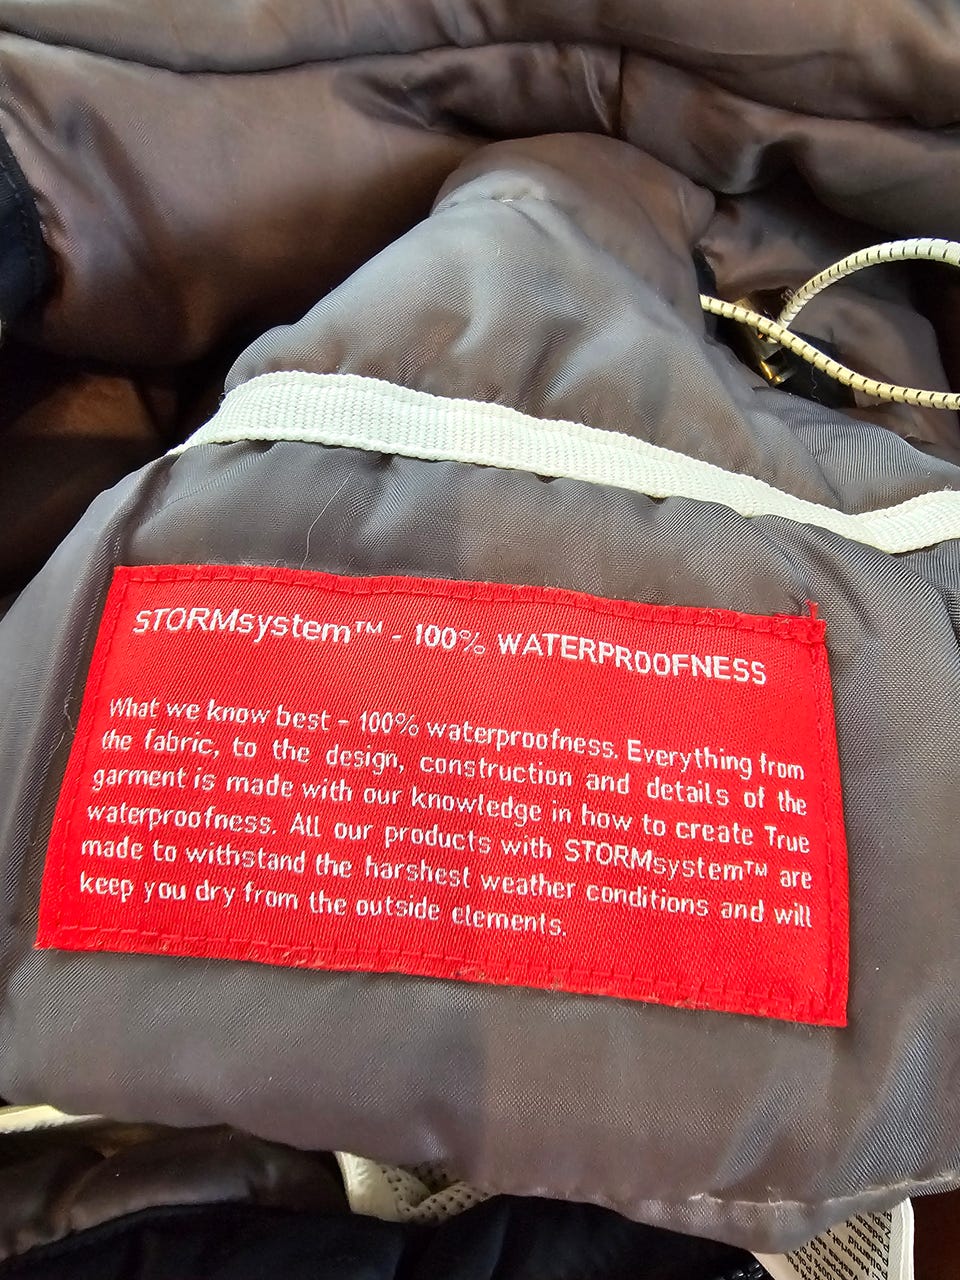 STORMsystem™ - 100% WATERPROOFNESS
What we know best - 100% waterproofness. Everything from
the fabric, to the design, construction and details of the
garment is made with our knowledge in how to create True
waterproofness. All our products with STORMsystem™ are
made to withstand the harshest weather conditions and will
keep you dry from the outside elements.